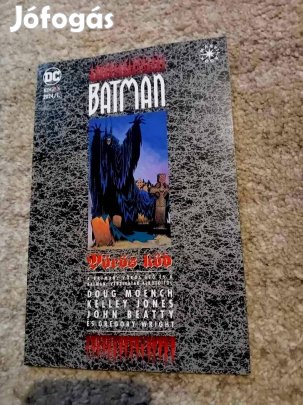 Jófogás
DC
BATMAN
Vörös köd
DOUG MOENCH
KELLEY JONES
JOHN BEATTY
ÉS GREGORY WRIGHT